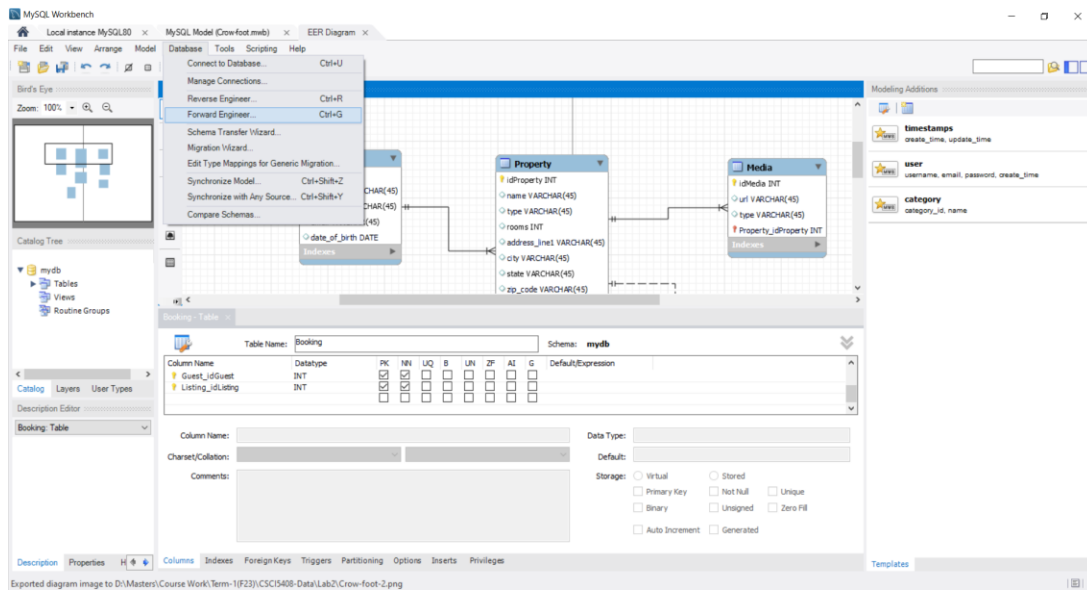 MySQL Workbench
Local instance MySQL80 × MySQL Model (Crow-foot.mwb) × EER Diagram ×
File Edit View Arrange Model Database Tools Scripting Help
Connect to Database... Ctrl+U
Manage Connections...
Reverse Engineer... Ctrl+R
Forward Engineer... Ctrl+G
Schema Transfer Wizard...
Migration Wizard...
Edit Type Mappings for Generic Migration...
Synchronize Model... Ctrl+Shift+Z
Synchronize with Any Source... Ctrl+Shift+Y
Compare Schemas...
Bird's Eye
Zoom: 100%
Catalog Tree
mydb
Tables
Views
Routine Groups
Catalog Layers User Types
Description Editor
Booking: Table
Description Properties H
CHAR(45)
CHAR(45)
(45)
date_of_birth DATE
Indexes
Property
idProperty INT
name VARCHAR(45)
type VARCHAR(45)
rooms INT
address_line1 VARCHAR(45)
city VARCHAR(45)
state VARCHAR(45)
zip_code VARCHAR(45)
Media
idMedia INT
url VARCHAR(45)
type VARCHAR(45)
Property_idProperty INT
Indexes
Modeling Additions
timestamps
create_time, update_time
user
username, email, password, create_time
category
category_id, name
Templates
Booking - Table ×
Table Name: Booking Schema: mydb
Column Name Datatype PK NN UQ B UN ZF AI G Default/Expression
Guest_idGuest INT
Listing_idListing INT
Column Name: Data Type:
Charset/Collation: Default:
Comments: Storage: Virtual Stored
Primary Key Not Null Unique
Binary Unsigned Zero Fill
Auto Increment Generated
Columns Indexes Foreign Keys Triggers Partitioning Options Inserts Privileges
Exported diagram image to D:\Masters\Course Work\Term-1(F23)\CSCI5408-Data\Lab2\Crow-foot-2.png